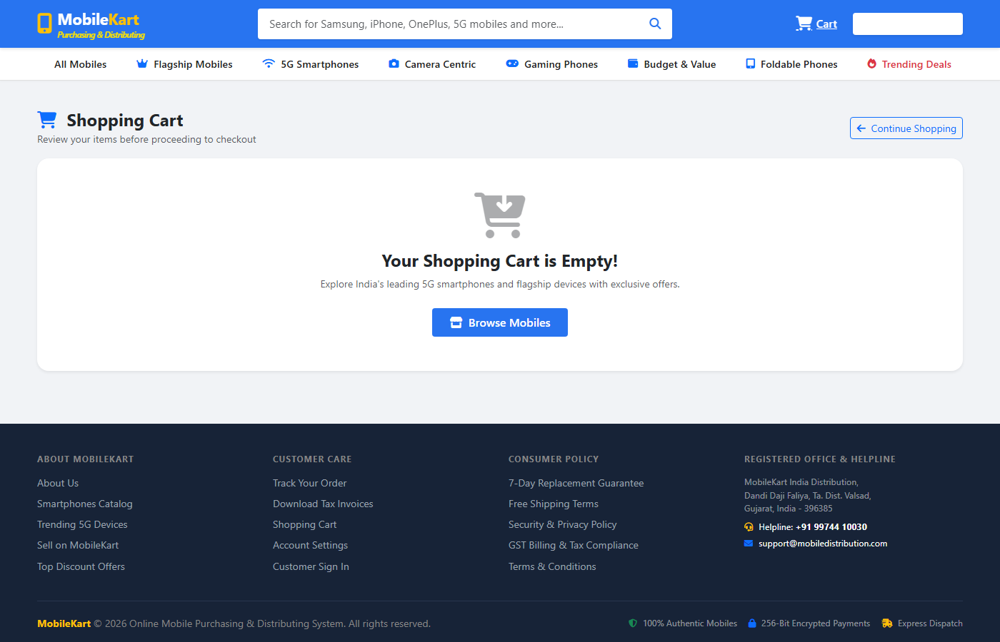 MobileKart
Purchasing & Distributing
Search for Samsung, iPhone, OnePlus, 5G mobiles and more...
Cart
All Mobiles
Flagship Mobiles
5G Smartphones
Camera Centric
Gaming Phones
Budget & Value
Foldable Phones
Trending Deals
Shopping Cart
Review your items before proceeding to checkout
Continue Shopping
Your Shopping Cart is Empty!
Explore India's leading 5G smartphones and flagship devices with exclusive offers.
Browse Mobiles
ABOUT MOBILEKART
About Us
Smartphones Catalog
Trending 5G Devices
Sell on MobileKart
Top Discount Offers
CUSTOMER CARE
Track Your Order
Download Tax Invoices
Shopping Cart
Account Settings
Customer Sign In
CONSUMER POLICY
7-Day Replacement Guarantee
Free Shipping Terms
Security & Privacy Policy
GST Billing & Tax Compliance
Terms & Conditions
REGISTERED OFFICE & HELPLINE
MobileKart India Distribution,
Dandi Daji Faliya, Ta. Dist. Valsad,
Gujarat, India - 396385
Helpline: +91 99744 10030
support@mobiledistribution.com
MobileKart © 2026 Online Mobile Purchasing & Distributing System. All rights reserved.
100% Authentic Mobiles
256-Bit Encrypted Payments
Express Dispatch